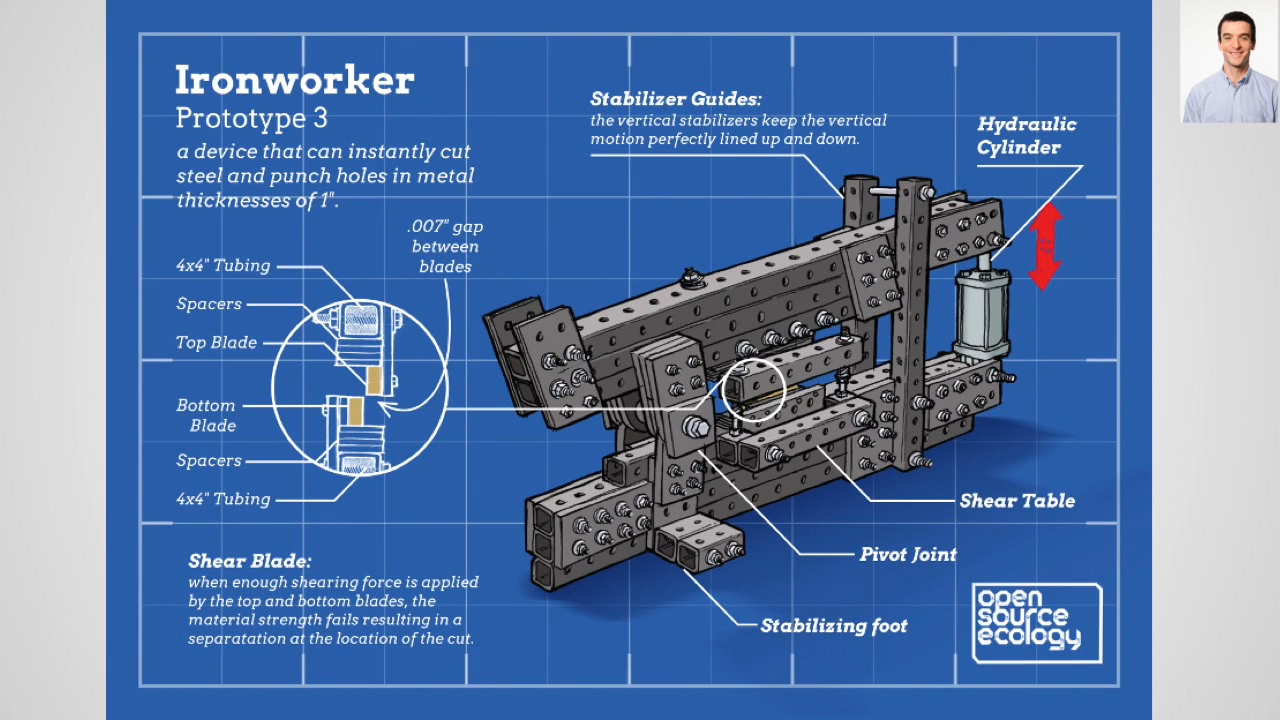 Ironworker
Prototype 3
a device that can instantly cut
steel and punch holes in metal
thicknesses of 1".
Stabilizer Guides:
the vertical stabilizers keep the vertical
motion perfectly lined up and down.
Hydraulic
Cylinder
.007" gap
between
blades
4x4" Tubing
Spacers
Top Blade
Bottom
Blade
Spacers
4x4" Tubing
Shear Table
Pivot Joint
Stabilizing foot
Shear Blade:
when enough shearing force is applied
by the top and bottom blades, the
material strength fails resulting in a
separatation at the location of the cut.
open
source
ecology